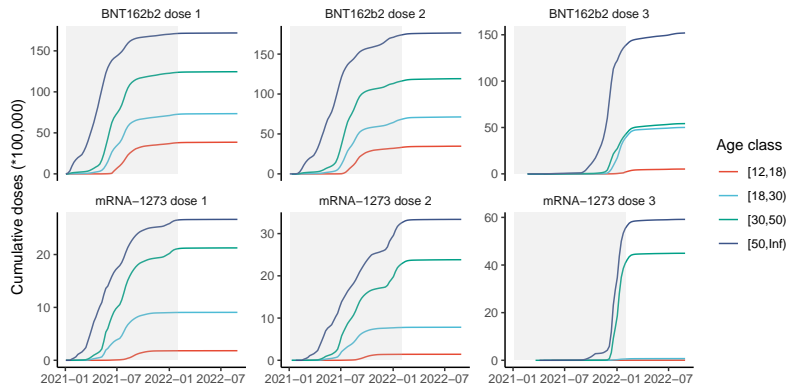 BNT162b2 dose 1
BNT162b2 dose 2
BNT162b2 dose 3
150
100
50
0
150
100
50
0
150
100
50
0
mRNA−1273 dose 1
mRNA−1273 dose 2
mRNA−1273 dose 3
20
10
0
30
20
10
0
60
40
20
0
2021−01 2021−07 2022−01 2022−07
2021−01 2021−07 2022−01 2022−07
2021−01 2021−07 2022−01 2022−07
Cumulative doses (*100,000)
Age class
[12,18)
[18,30)
[30,50)
[50,Inf)